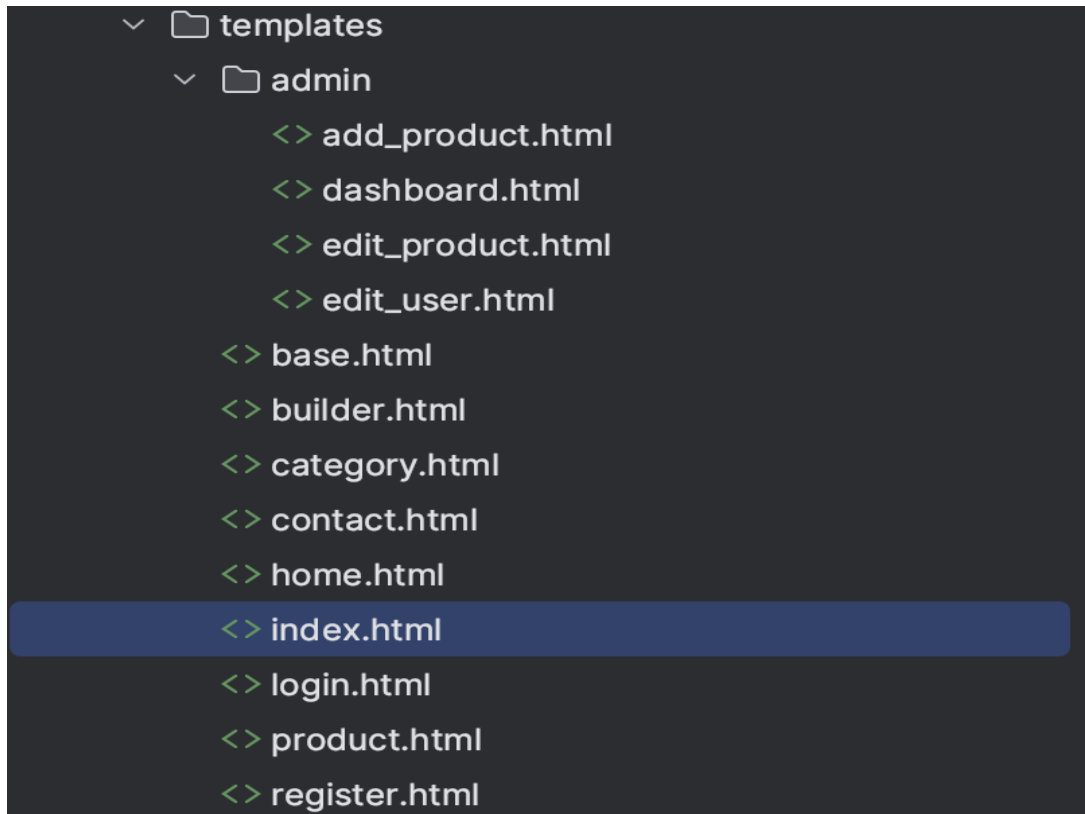 templates
admin
<> add_product.html
<> dashboard.html
<> edit_product.html
<> edit_user.html
<> base.html
<> builder.html
<> category.html
<> contact.html
<> home.html
<> index.html
<> login.html
<> product.html
<> register.html